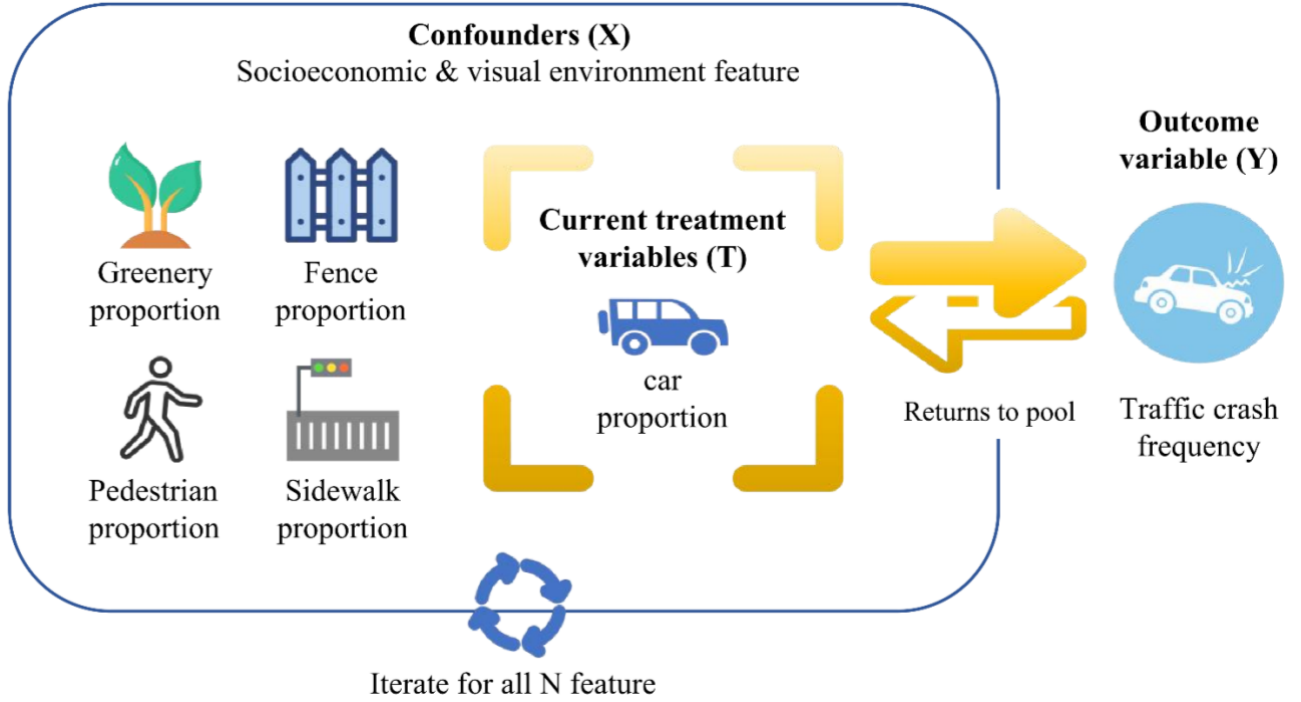 Confounders (X)
Socioeconomic & visual environment feature
Greenery
proportion
Fence
proportion
Pedestrian
proportion
Sidewalk
proportion
Current treatment
variables (T)
car
proportion
Returns to pool
Outcome
variable (Y)
Traffic crash
frequency
Iterate for all N feature